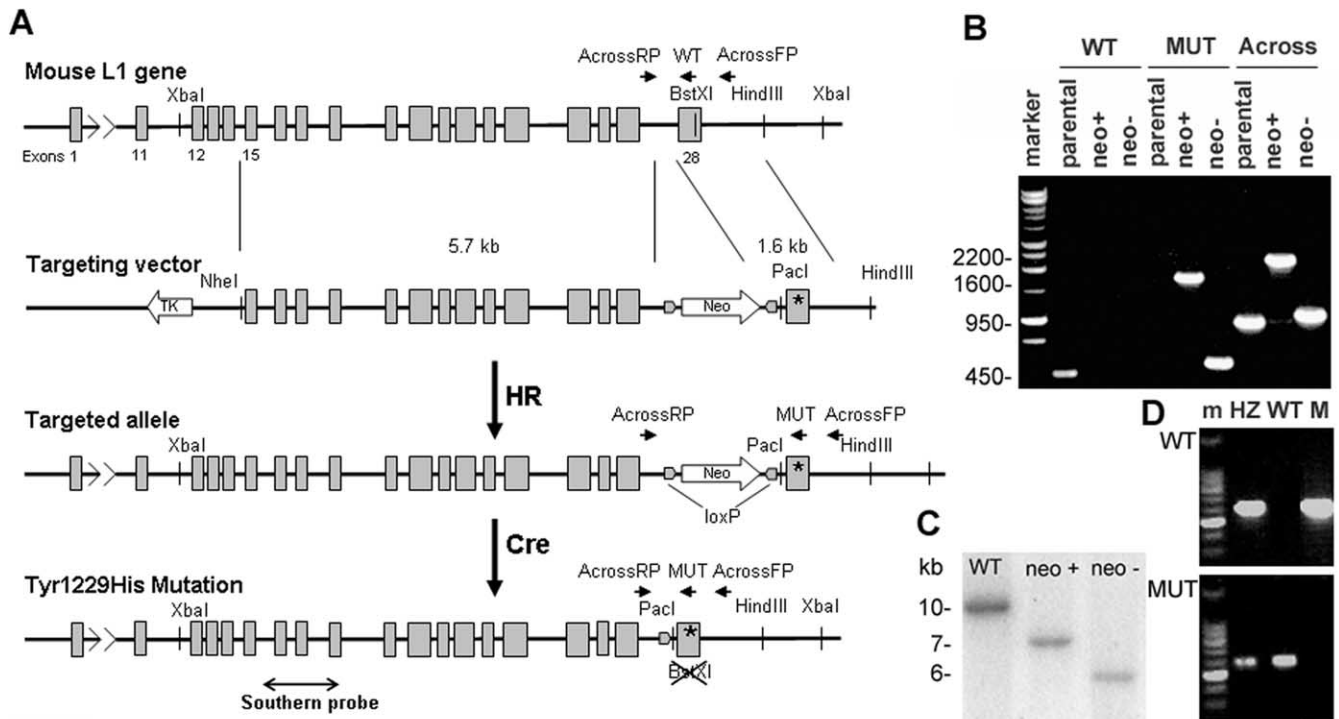 A
Mouse L1 gene
AcrossRP WT AcrossFP
XbaI BstXI HindIII XbaI
Exons 1 11 12 15 28
5.7 kb 1.6 kb
Targeting vector
NheI PacI HindIII
TK Neo *
HR
Targeted allele
AcrossRP MUT AcrossFP
XbaI PacI HindIII
Neo *
loxP
Cre
Tyr1229His Mutation
AcrossRP MUT AcrossFP
XbaI PacI HindIII XbaI
*
BstXI
Southern probe
B
WT MUT Across
marker parental neo+ neo- parental neo+ neo- parental neo+ neo-
2200-
1600-
950-
450-
C
kb WT neo + neo -
10-
7-
6-
D
m HZ WT M
WT
MUT